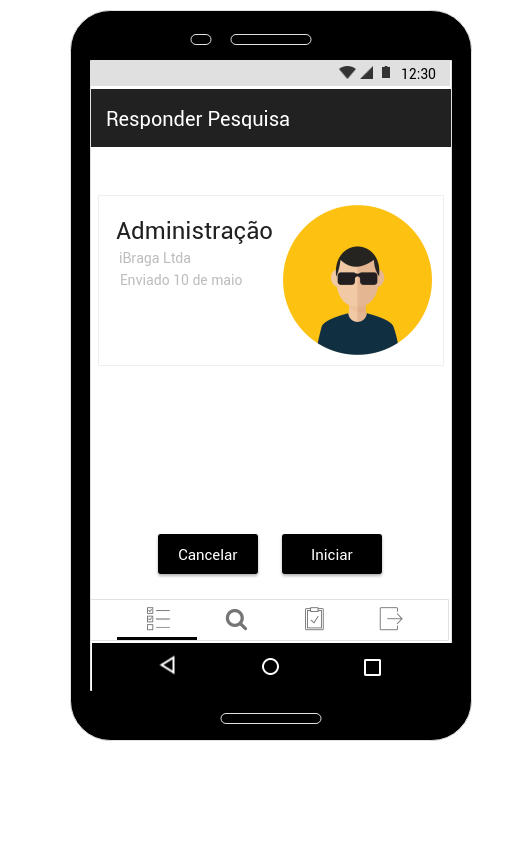 12:30
Responder Pesquisa
Administração
iBraga Ltda
Enviado 10 de maio
Cancelar
Iniciar